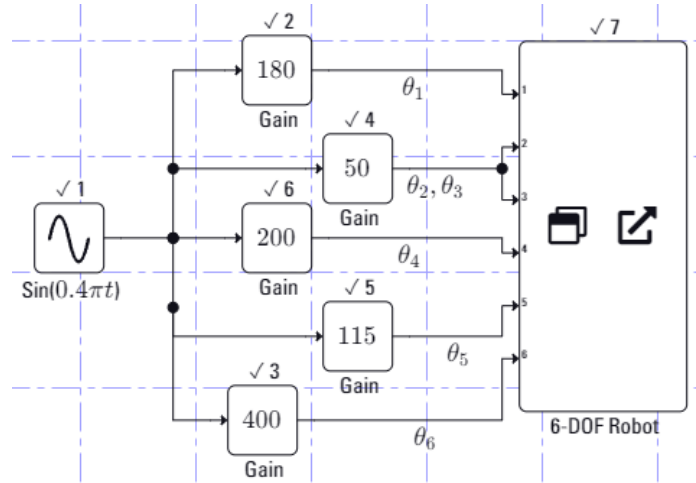 ✓ 2
180
Gain
θ₁
✓ 4
50
Gain
θ₂, θ₃
✓ 1
Sin(0.4πt)
✓ 6
200
Gain
θ₄
✓ 5
115
Gain
θ₅
✓ 3
400
Gain
θ₆
✓ 7
1
2
3
4
5
6
6-DOF Robot